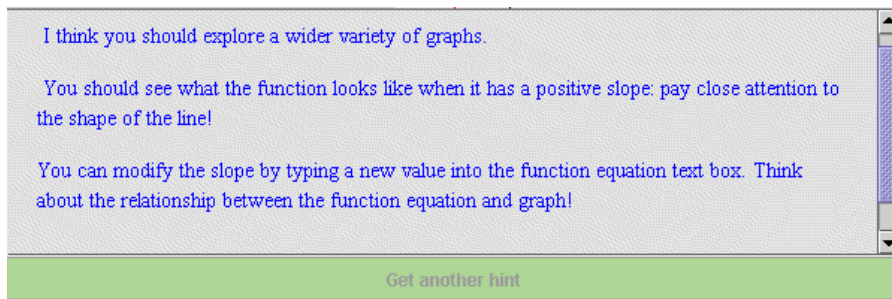 I think you should explore a wider variety of graphs.
You should see what the function looks like when it has a positive slope: pay close attention to
the shape of the line!
You can modify the slope by typing a new value into the function equation text box. Think
about the relationship between the function equation and graph!
Get another hint